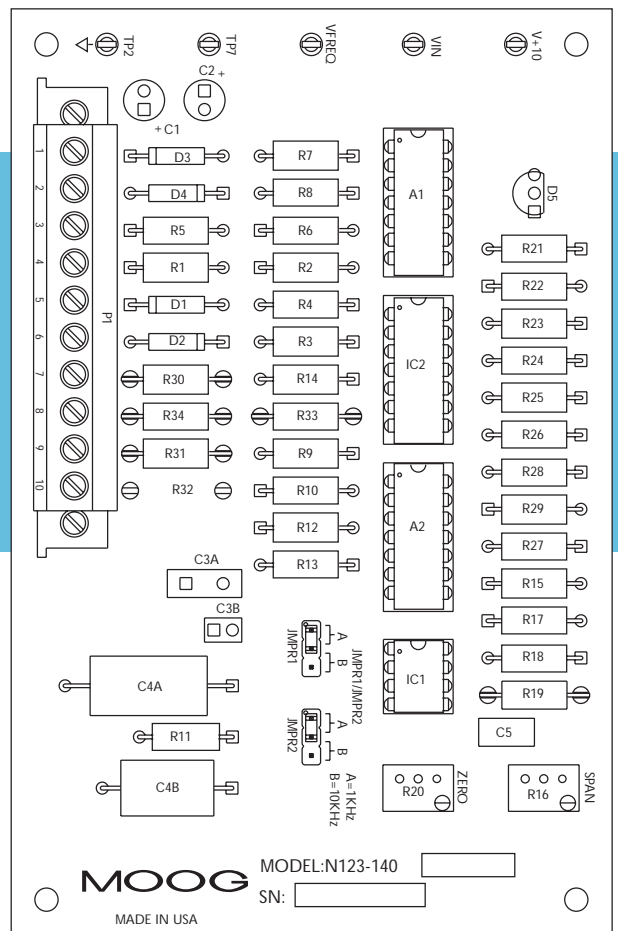 TP2
TP7
VFREQ
VIN
V+10
C2 +
+ C1
D3
R7
A1
D5
D4
R8
R5
R6
R21
R1
R2
R22
D1
R4
R23
D2
R3
IC2
R24
R30
R14
R25
R34
R33
R26
R31
R9
R28
R32
R10
R29
A2
R12
R27
C3A
R13
R15
C3B
R17
R18
R19
IC1
C4A
R11
C4B
C5
1
2
3
4
5
6
7
8
9
10
P1
JMPR1
A
B
JMPR1/JMPR2
JMPR2
A
B
A=1KHz
B=10KHz
R20
ZERO
R16
SPAN
MOOG
MODEL:N123-140
SN:
MADE IN USA